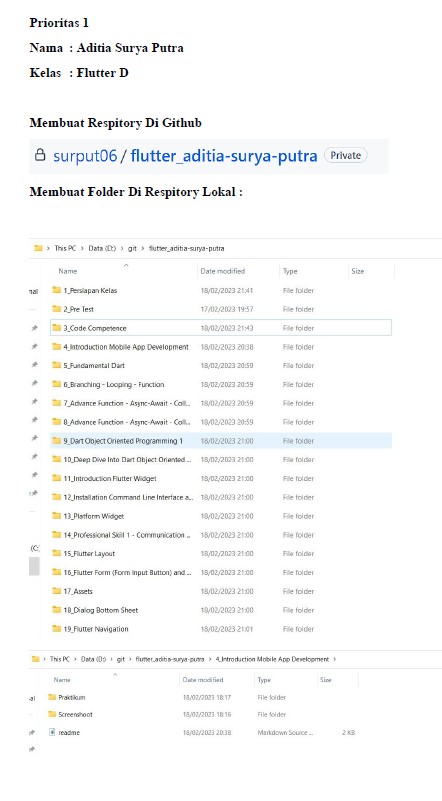 Prioritas 1
Nama : Aditia Surya Putra
Kelas : Flutter D
Membuat Respitory Di Github
surput06 / flutter_aditia-surya-putra Private
Membuat Folder Di Respitory Lokal :
This PC > Data (D:) > git > flutter_aditia-surya-putra
Name Date modified Type Size
1_Persiapan Kelas 18/02/2023 21:41 File folder
2_Pre Test 17/02/2023 19:57 File folder
3_Code Competence 18/02/2023 21:43 File folder
4_Introduction Mobile App Development 18/02/2023 20:38 File folder
5_Fundamental Dart 18/02/2023 20:59 File folder
6_Branching - Looping - Function 18/02/2023 20:59 File folder
7_Advance Function - Async-Await - Coll... 18/02/2023 20:59 File folder
8_Advance Function - Async-Await - Coll... 18/02/2023 20:59 File folder
9_Dart Object Oriented Programming 1 18/02/2023 21:00 File folder
10_Deep Dive Into Dart Object Oriented ... 18/02/2023 21:00 File folder
11_Introduction Flutter Widget 18/02/2023 21:00 File folder
12_Installation Command Line Interface a... 18/02/2023 21:00 File folder
13_Platform Widget 18/02/2023 21:00 File folder
14_Professional Skill 1 - Communication ... 18/02/2023 21:00 File folder
15_Flutter Layout 18/02/2023 21:00 File folder
16_Flutter Form (Form Input Button) and ... 18/02/2023 21:00 File folder
17_Assets 18/02/2023 21:00 File folder
18_Dialog Bottom Sheet 18/02/2023 21:00 File folder
19_Flutter Navigation 18/02/2023 21:01 File folder
This PC > Data (D:) > git > flutter_aditia-surya-putra > 4_Introduction Mobile App Development >
Name Date modified Type Size
Praktikum 18/02/2023 18:17 File folder
Screenshoot 18/02/2023 18:16 File folder
readme 18/02/2023 20:38 Markdown Source ... 2 KB